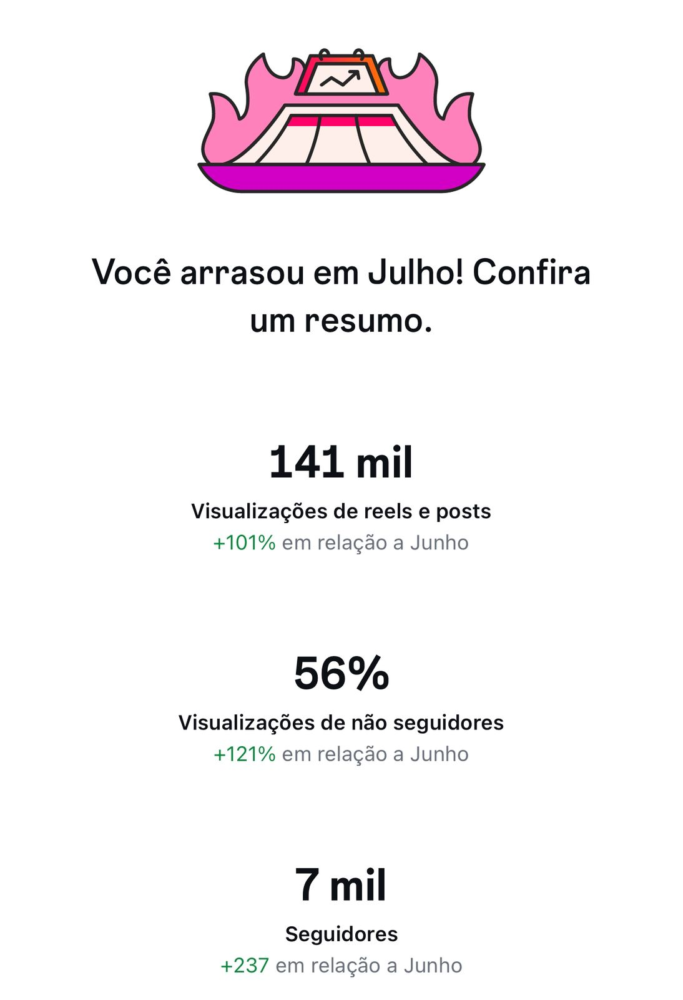 Você arrasou em Julho! Confira
um resumo.
141 mil
Visualizações de reels e posts
+101% em relação a Junho
56%
Visualizações de não seguidores
+121% em relação a Junho
7 mil
Seguidores
+237 em relação a Junho